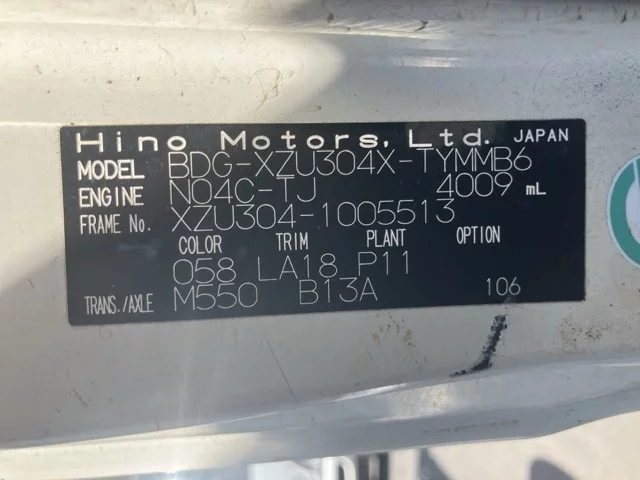 Hino Motors, Ltd. JAPAN
MODEL BDG-XZU304X-TYMMB6
ENGINE N04C-TJ 4009 mL
FRAME No. XZU304-1005513
COLOR TRIM PLANT OPTION
058 LA18 P11
TRANS./AXLE M550 B13A 106